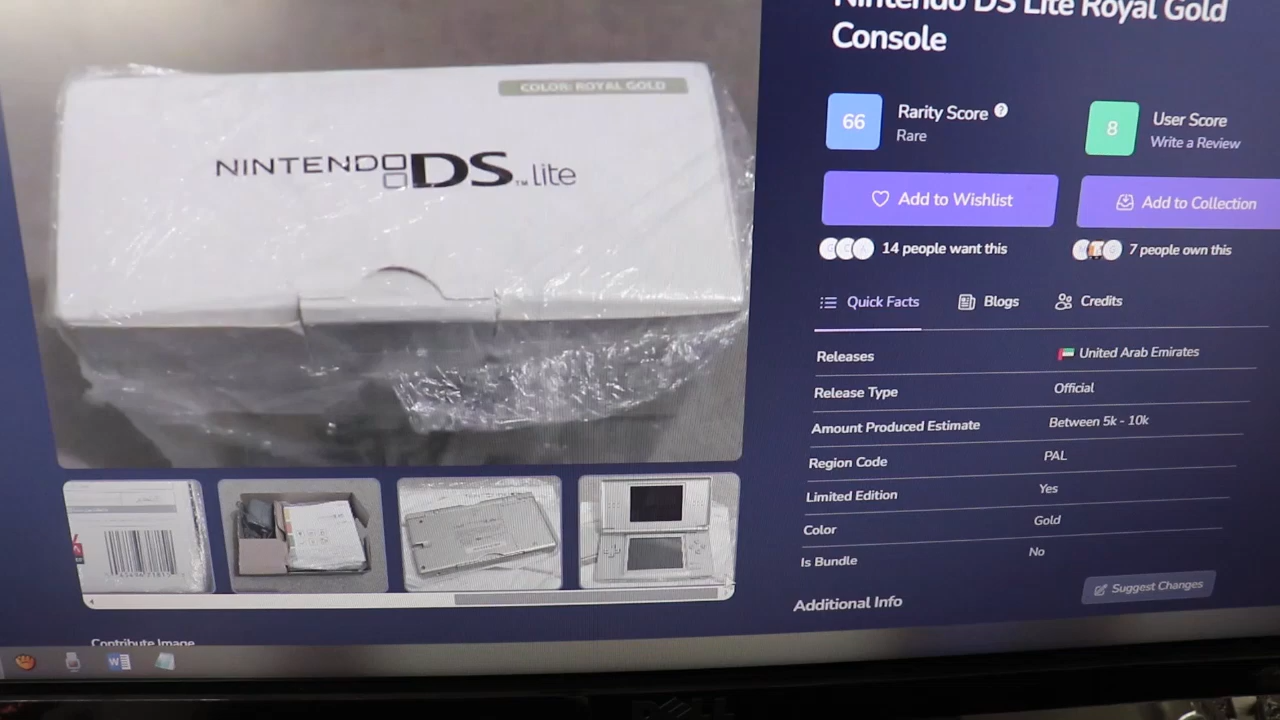 Nintendo DS Lite Royal Gold
Console
COLOR: ROYAL GOLD
NINTENDO DS™ lite
66
Rarity Score ?
Rare
8
User Score
Write a Review
Add to Wishlist
Add to Collection
14 people want this
7 people own this
Quick Facts
Blogs
Credits
Releases
United Arab Emirates
Release Type
Official
Amount Produced Estimate
Between 5k - 10k
Region Code
PAL
Limited Edition
Yes
Color
Gold
Is Bundle
No
Suggest Changes
Additional Info
Contribute Image
DELL